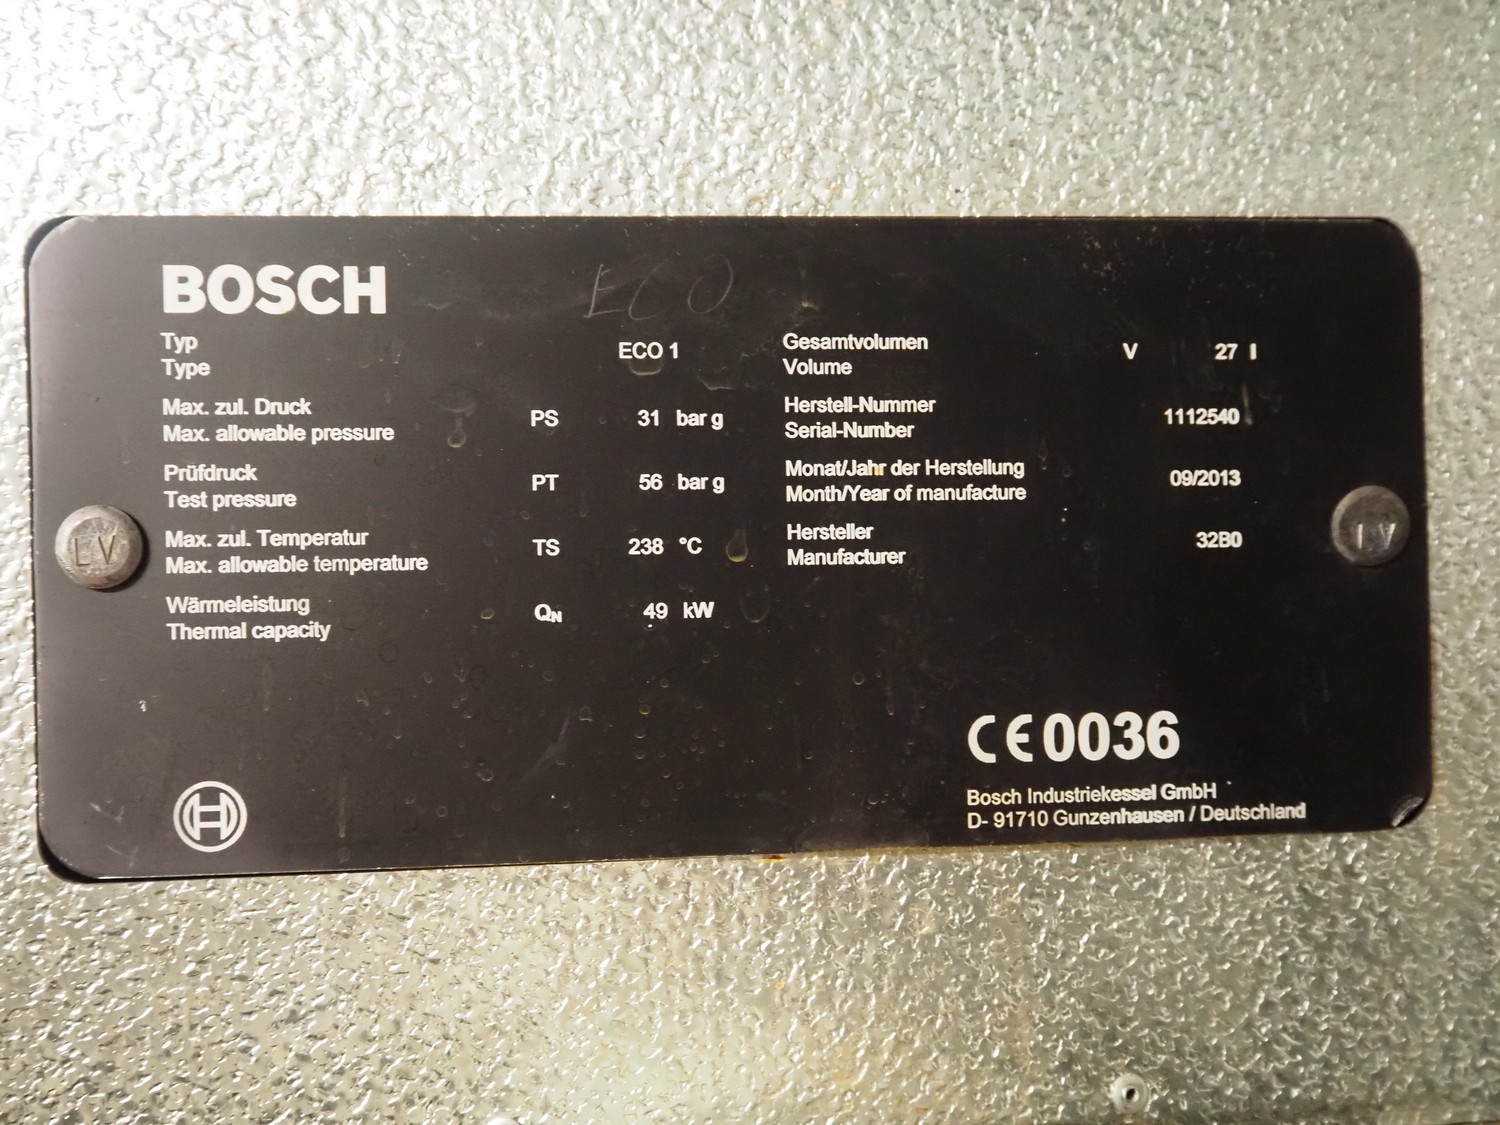 BOSCH
ECO
Typ
Type
ECO 1
Max. zul. Druck
Max. allowable pressure
PS 31 bar g
Prüfdruck
Test pressure
PT 56 bar g
Max. zul. Temperatur
Max. allowable temperature
TS 238 °C
Wärmeleistung
Thermal capacity
QN 49 kW
Gesamtvolumen
Volume
V 27 l
Herstell-Nummer
Serial-Number
1112540
Monat/Jahr der Herstellung
Month/Year of manufacture
09/2013
Hersteller
Manufacturer
32B0
CE0036
Bosch Industriekessel GmbH
D- 91710 Gunzenhausen / Deutschland
LV
LV